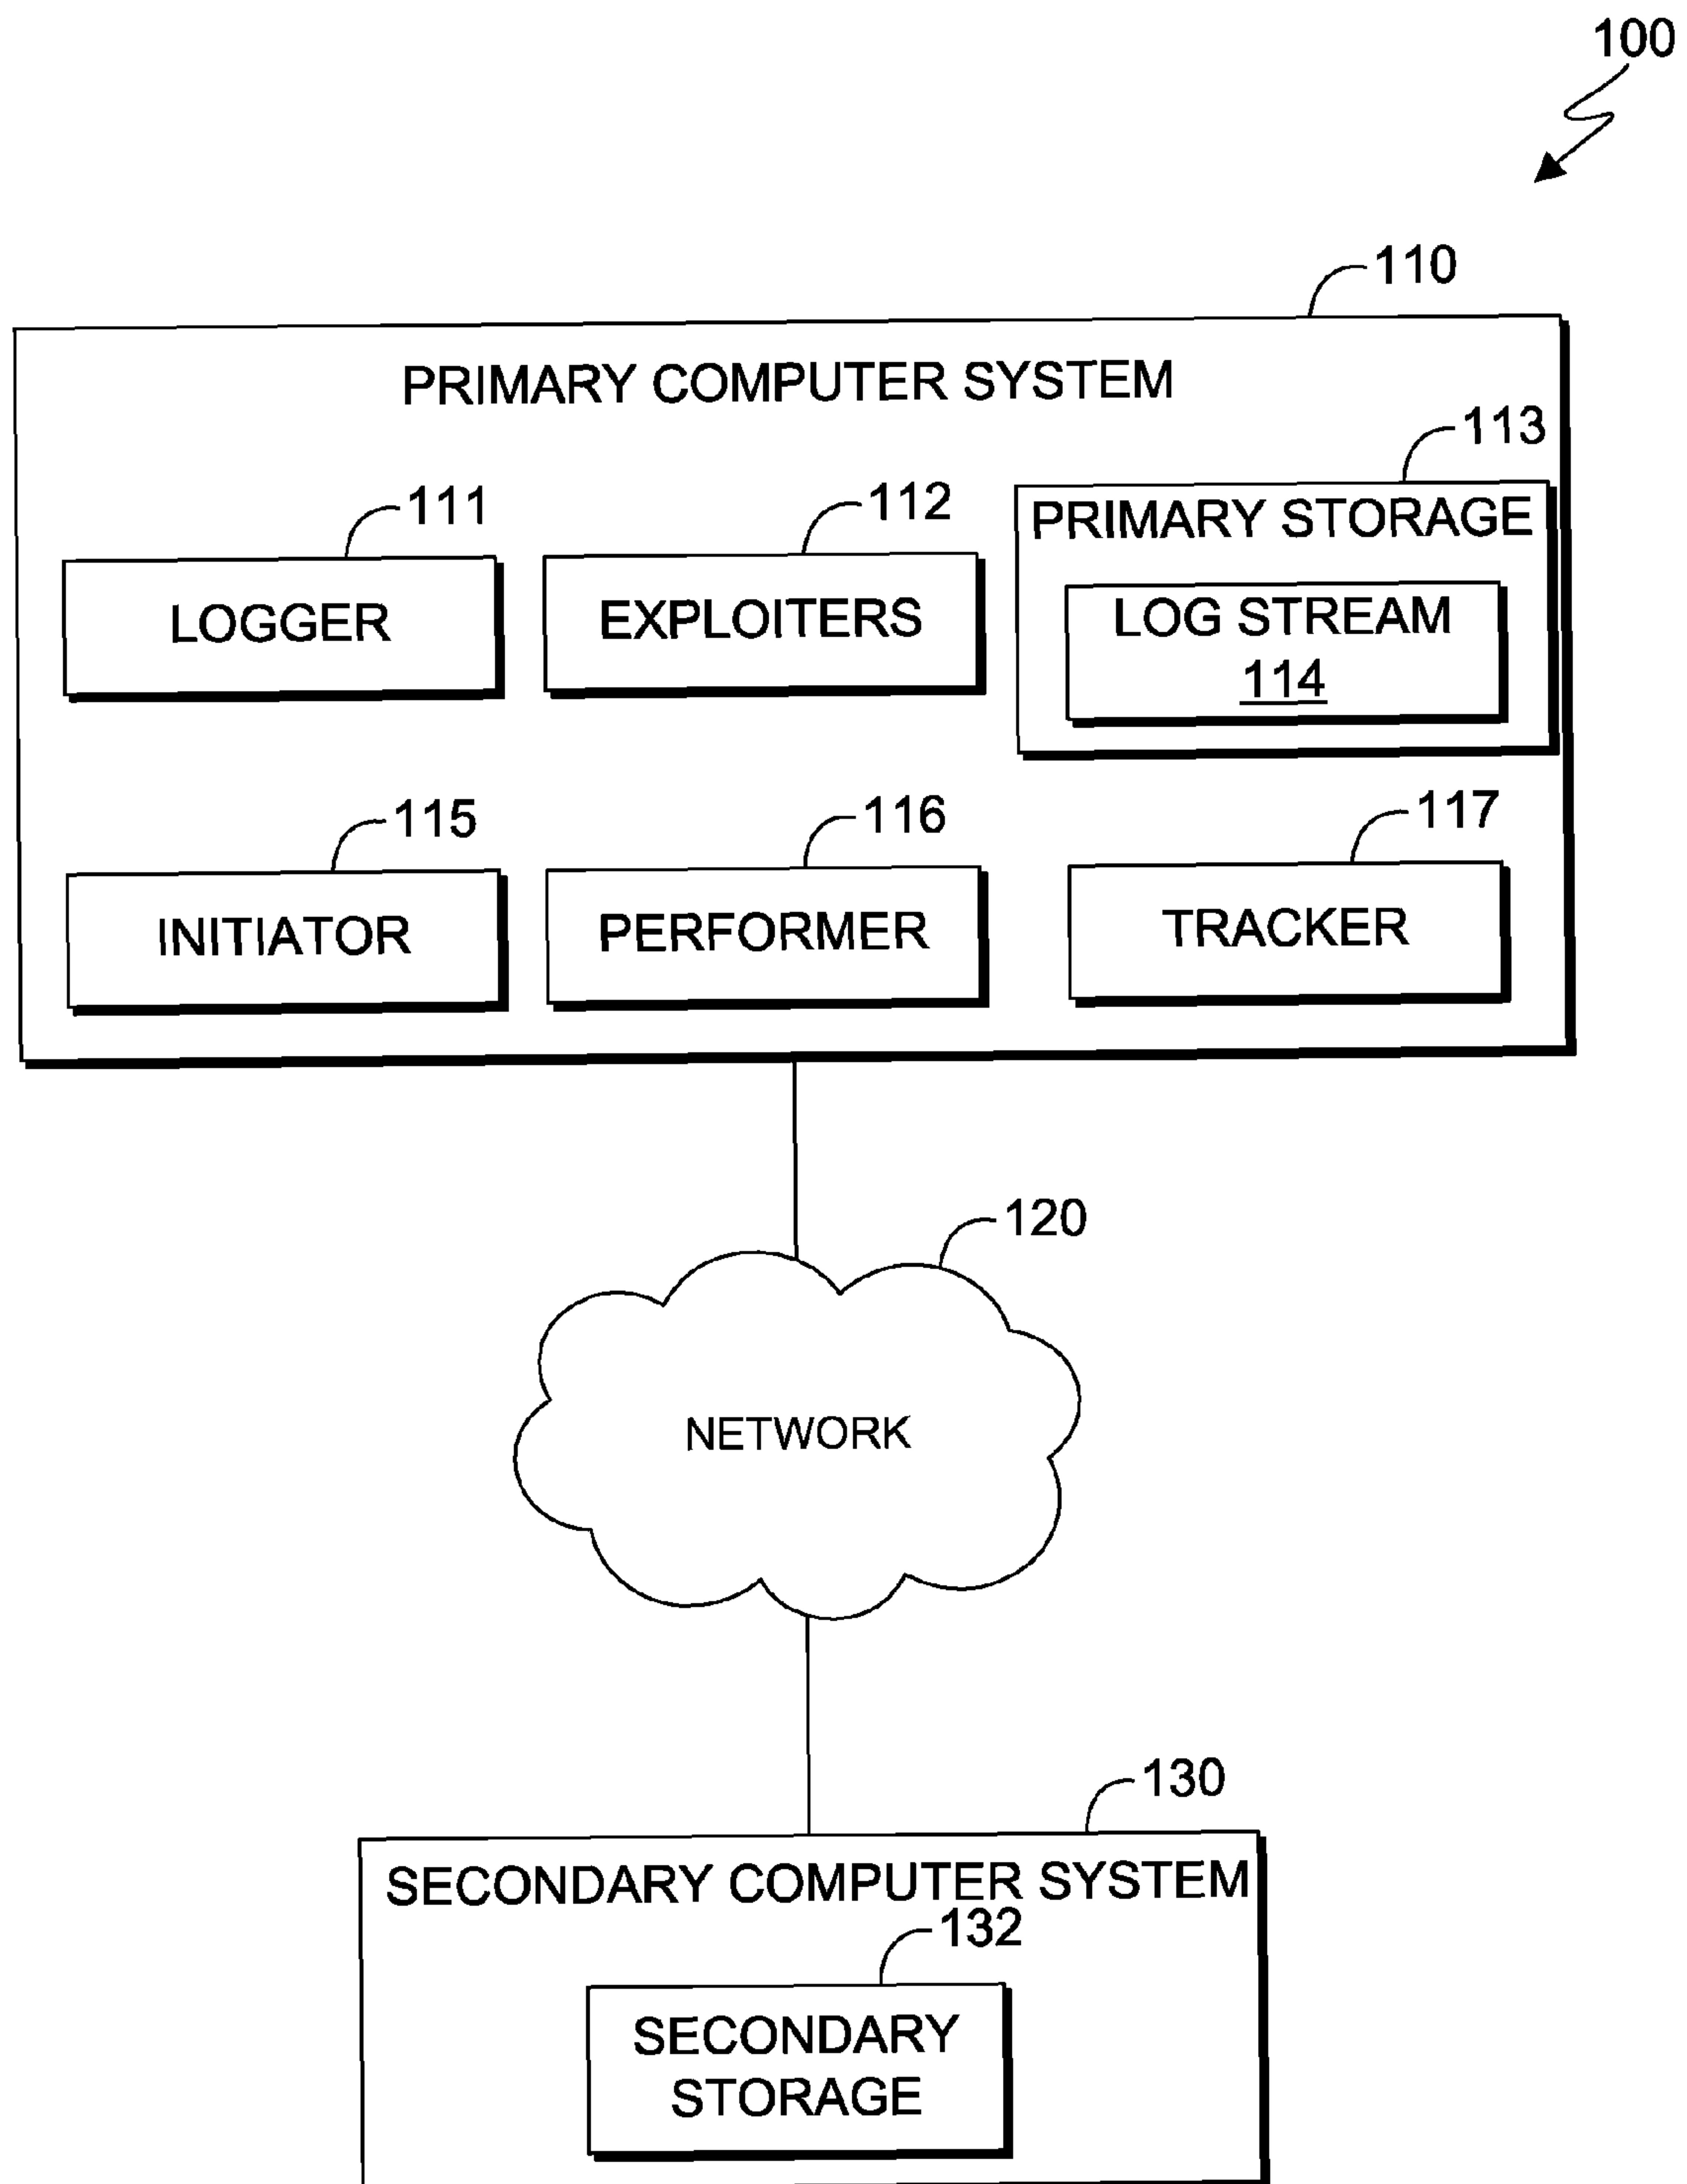 100
110
PRIMARY COMPUTER SYSTEM
113
111
112
PRIMARY STORAGE
LOGGER
EXPLOITERS
LOG STREAM
114
115
116
117
INITIATOR
PERFORMER
TRACKER
120
NETWORK
130
SECONDARY COMPUTER SYSTEM
132
SECONDARY
STORAGE